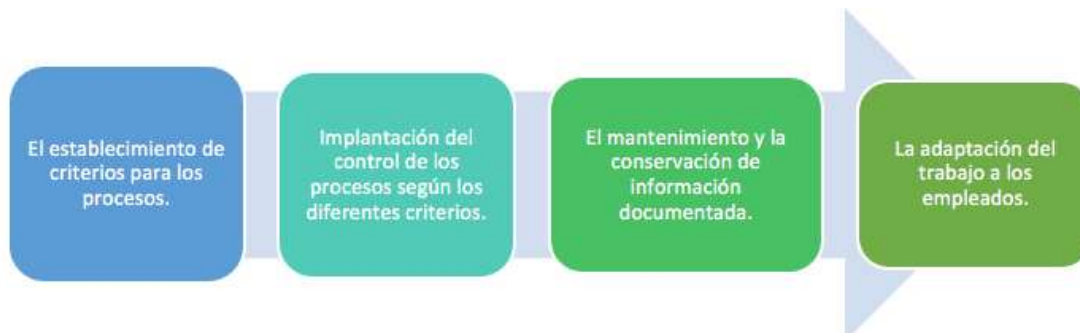 El establecimiento de
criterios para los
procesos.
Implantación del
control de los
procesos según los
diferentes criterios.
El mantenimiento y la
conservación de
información
documentada.
La adaptación del
trabajo a los
empleados.